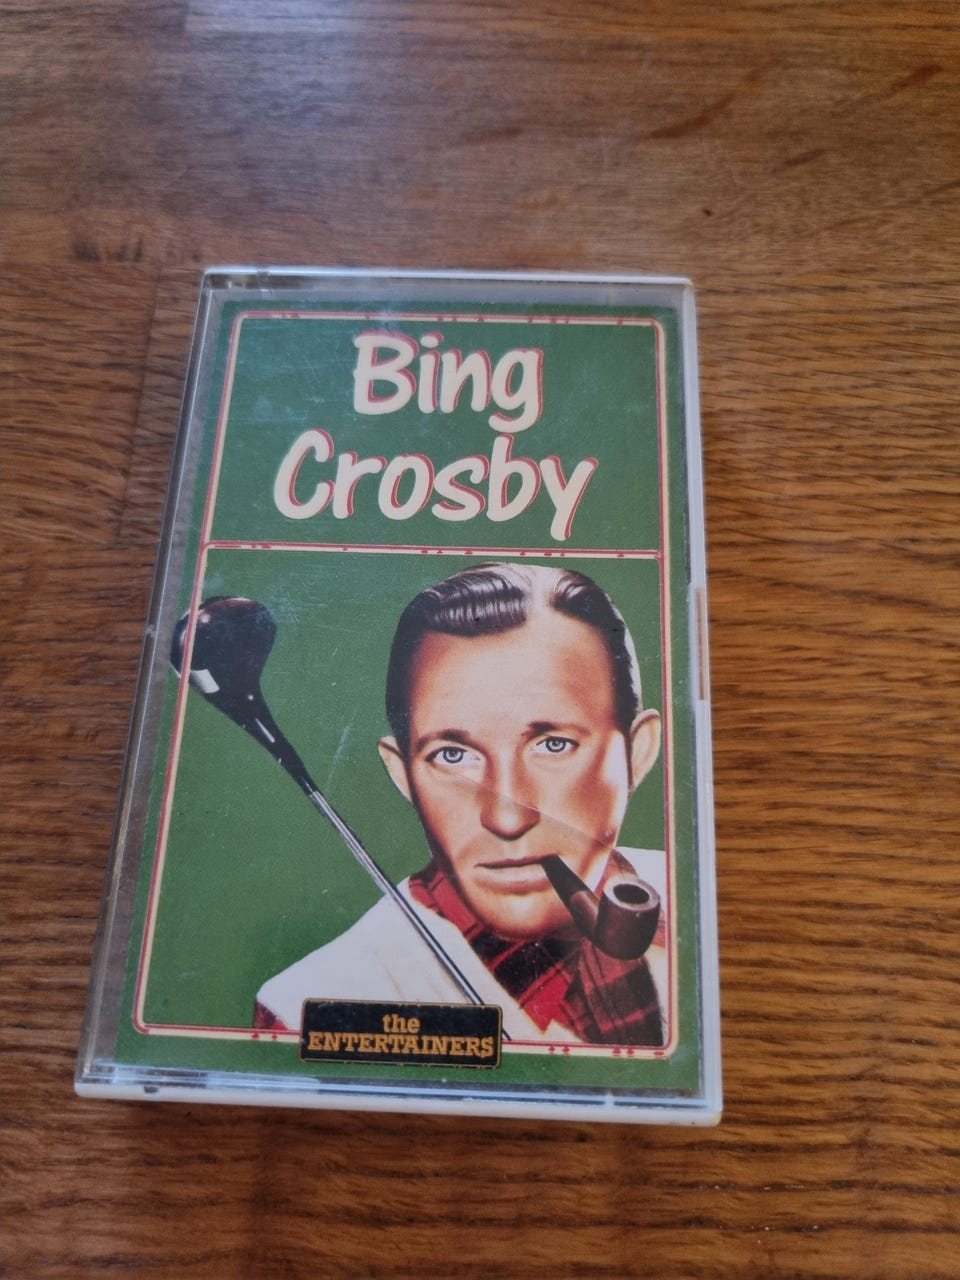 Bing
Crosby
the
ENTERTAINERS